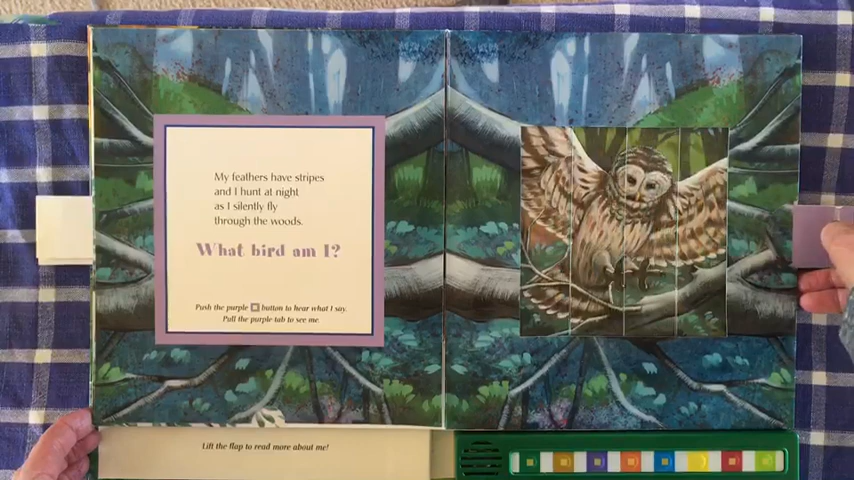 My feathers have stripes
and I hunt at night
as I silently fly
through the woods.
What bird am I?
Push the purple button to hear what I say.
Pull the purple tab to see me.
Lift the flap to read more about me!